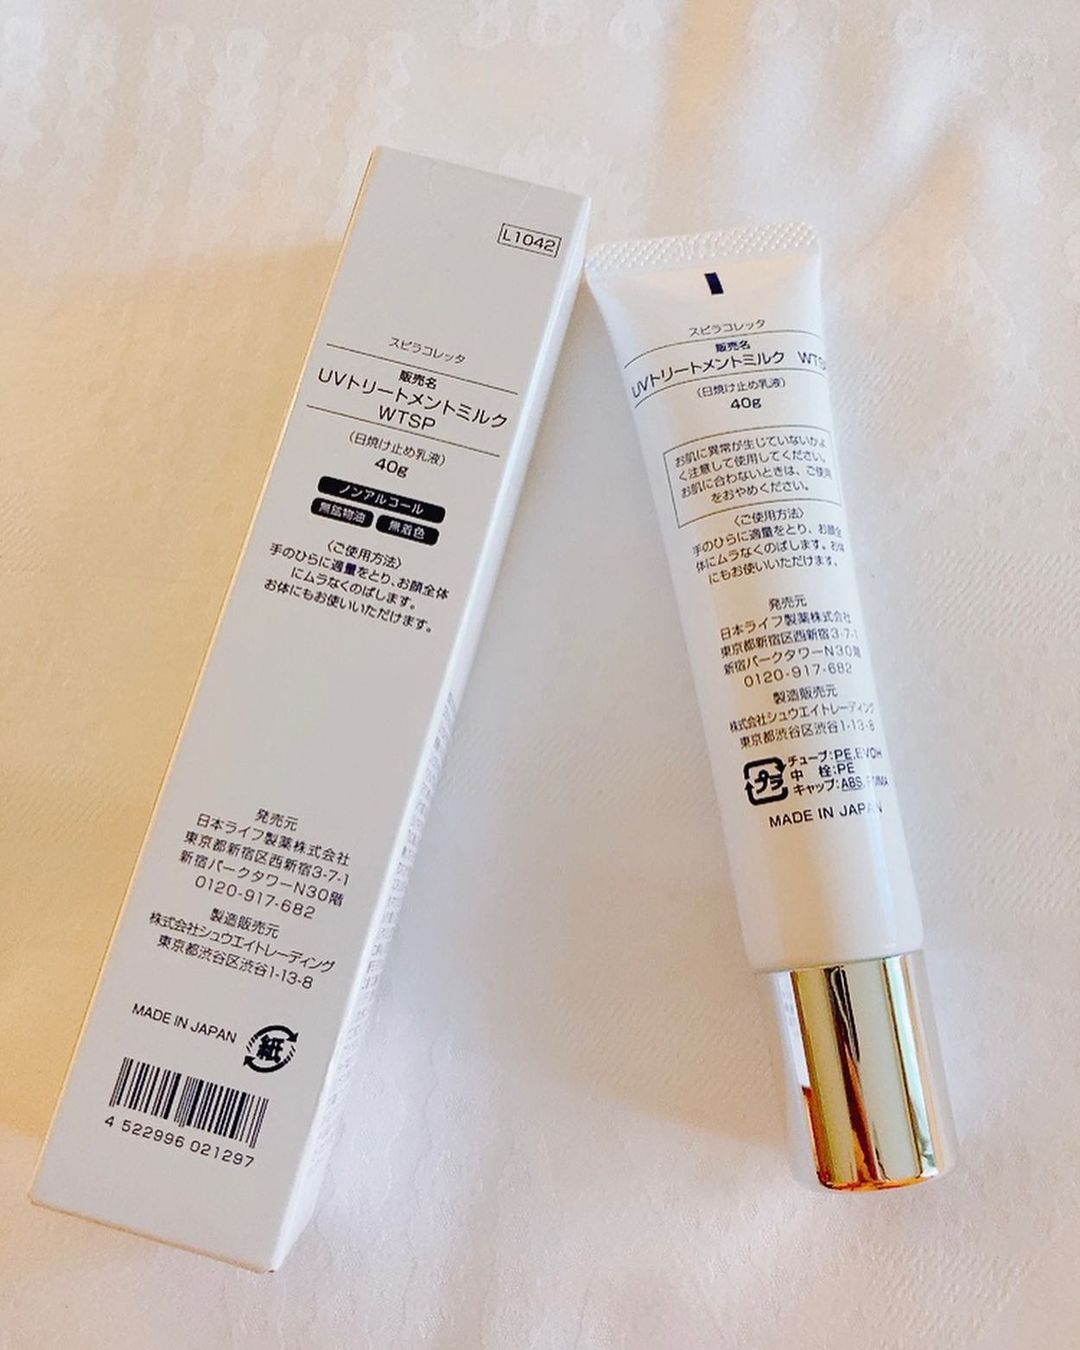 L1042
スピラコレッタ
販売名
UVトリートメントミルク
WTSP
(日焼け止め乳液)
40g
ノンアルコール
無鉱物油 無着色
〈ご使用方法〉
手のひらに適量をとり、お顔全体
にムラなくのばします。
お体にもお使いいただけます。
発売元
日本ライフ製薬株式会社
東京都新宿区西新宿3-7-1
新宿パークタワーN30階
0120-917-682
製造販売元
株式会社シュウエイトレーディング
東京都渋谷区渋谷1-13-8
MADE IN JAPAN
紙
4 522996 021297
スピラコレッタ
販売名
UVトリートメントミルク WTS
(日焼け止め乳液)
40g
お肌に異常が生じていないかよ
く注意して使用してください。
お肌に合わないときは、ご使用
をおやめください。
〈ご使用方法〉
手のひらに適量をとり、お顔全
体にムラなくのばします。お体
にもお使いいただけます。
発売元
日本ライフ製薬株式会社
東京都新宿区西新宿3-7-1
新宿パークタワーN30階
0120-917-682
製造販売元
株式会社シュウエイトレーディング
東京都渋谷区渋谷1-13-8
プラ
チューブ:PE,EVOH
中 栓:PE
キャップ:ABS,PMMA
MADE IN JAPAN